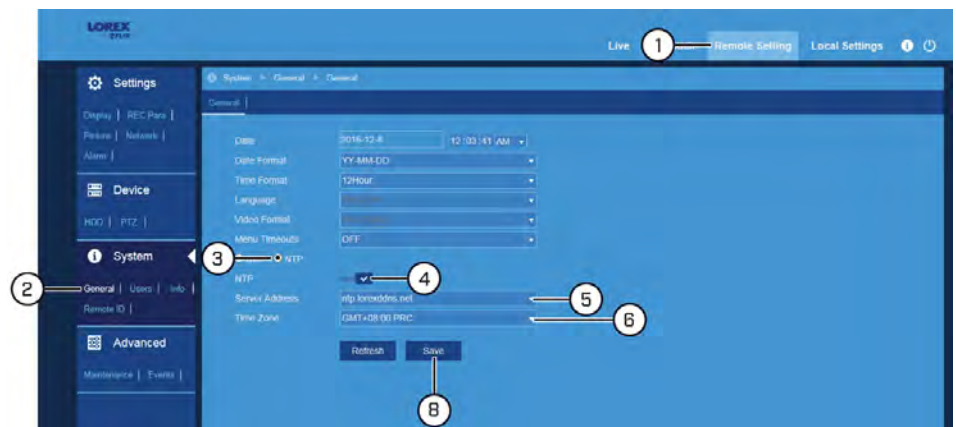 LOREX
Live
1
Remote Setting
Local Settings
Settings
System > General > General
General |
Display | REC Para |
Picture | Network |
Alarm |
Date
2016-12-8
12:03:41 AM
Date Format
YY-MM-DD
Time Format
12Hour
Device
Language
HDD | PTZ |
Video Format
Menu Timeouts
OFF
System
3
NTP
NTP
4
2
General | Users | Info |
Server Address
ntp.lorexddns.net
5
Remote ID |
Time Zone
GMT+08:00 PRC
6
Advanced
Refresh
Save
Maintenance | Events |
8